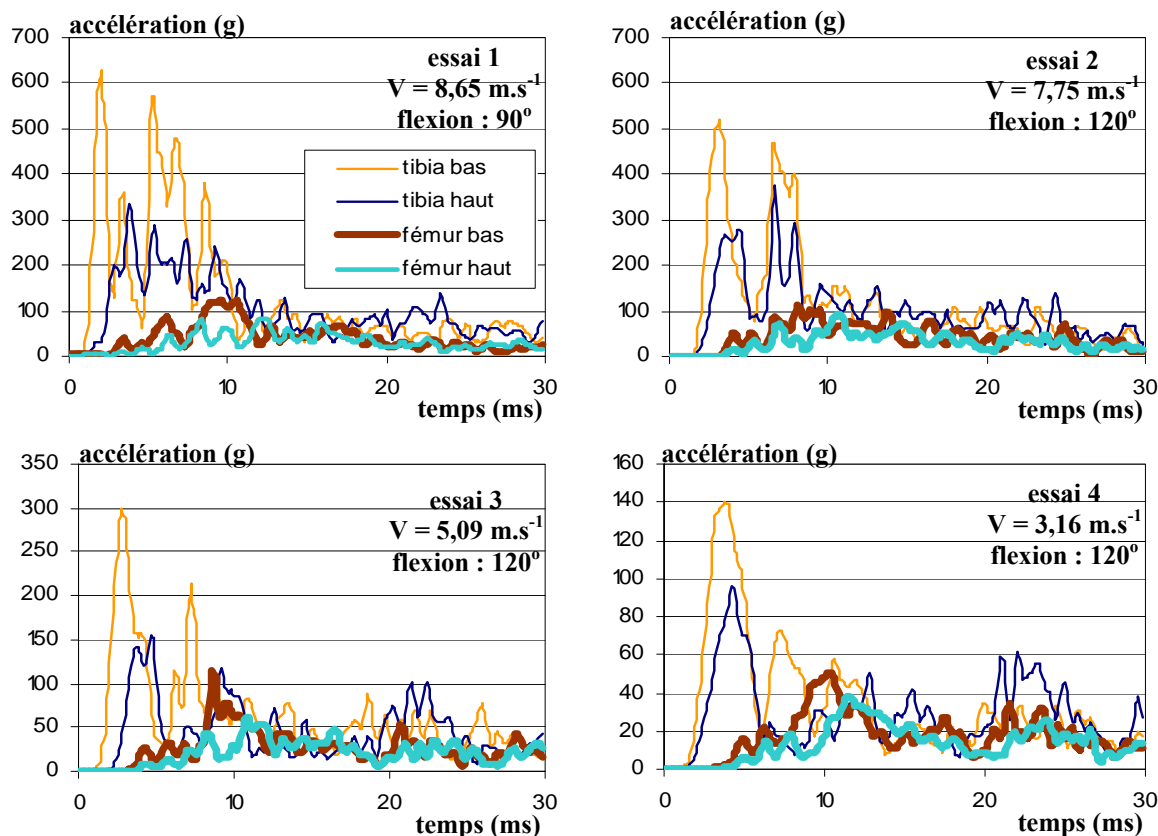 accélération (g)
700
600
500
400
300
200
100
0
essai 1
V = 8,65 m.s⁻¹
flexion : 90°
tibia bas
tibia haut
fémur bas
fémur haut
0 10 20 30
temps (ms)
accélération (g)
700
600
500
400
300
200
100
0
essai 2
V = 7,75 m.s⁻¹
flexion : 120°
0 10 20 30
temps (ms)
accélération (g)
350
300
250
200
150
100
50
0
essai 3
V = 5,09 m.s⁻¹
flexion : 120°
0 10 20 30
temps (ms)
accélération (g)
160
140
120
100
80
60
40
20
0
essai 4
V = 3,16 m.s⁻¹
flexion : 120°
0 10 20 30
temps (ms)